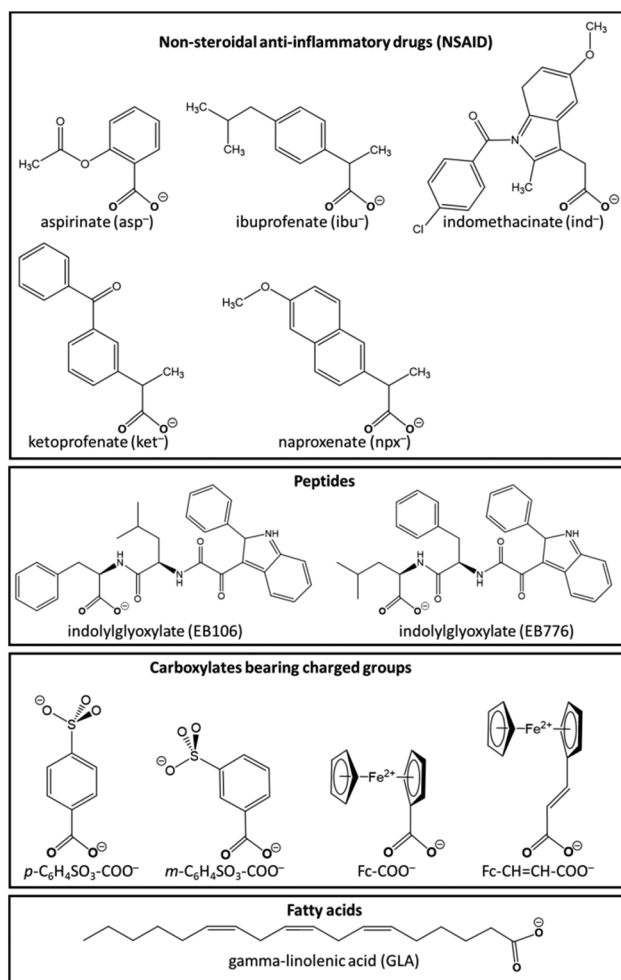 Non-steroidal anti-inflammatory drugs (NSAID)
CH₃
O
O
O
H₃C
O
O
O⊖
aspirinate (asp⁻)
H₃C
CH₃
CH₃
O
O⊖
ibuprofenate (ibu⁻)
O
N
H₃C
Cl
O
O⊖
indomethacinate (ind⁻)
O
CH₃
O
O⊖
ketoprofenate (ket⁻)
H₃C
O
CH₃
O
O⊖
naproxenate (npx⁻)
Peptides
H
N
O
O
O⊖
N
H
O
O
NH
indolylglyoxylate (EB106)
H
N
O
O
O⊖
N
H
O
O
NH
indolylglyoxylate (EB776)
Carboxylates bearing charged groups
⊖O
O
O
S
O
O⊖
p-C₆H₄SO₃-COO⁻
O
O
S
⊖O
O
O⊖
m-C₆H₄SO₃-COO⁻
Fe²⁺
O
O⊖
Fc-COO⁻
Fe²⁺
O
O⊖
Fc-CH=CH-COO⁻
Fatty acids
O⊖
O
gamma-linolenic acid (GLA)